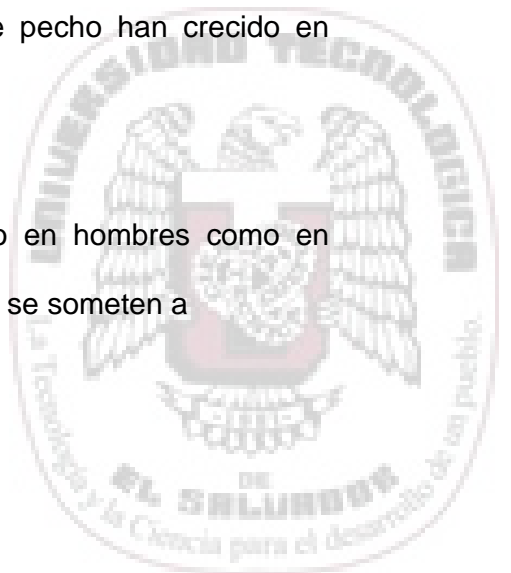 e pecho han crecido en
o en hombres como en
se someten a
UNIVERSIDAD TECNOLOGICA
DE
EL SALVADOR
La Tecnología y la Ciencia para el desarrollo de un pueblo.